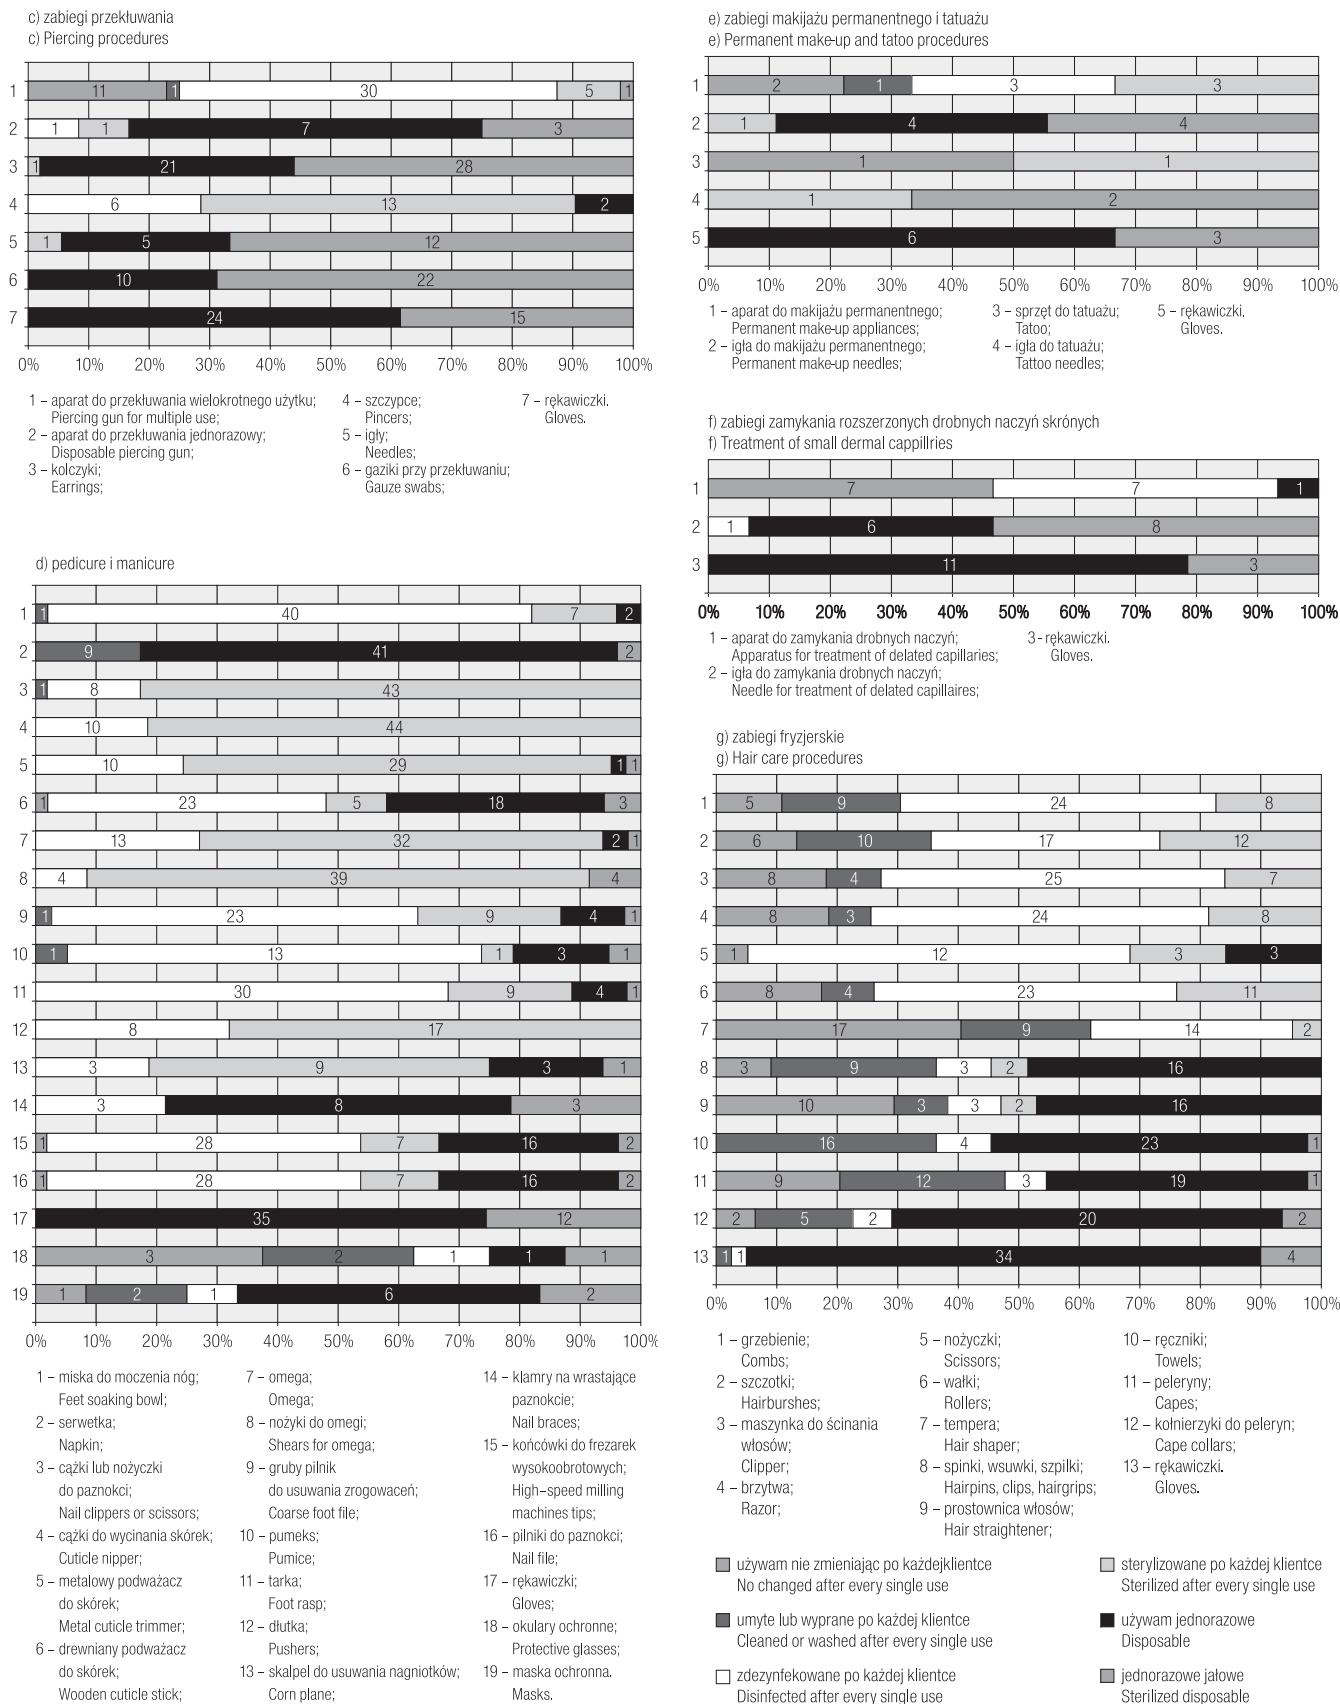 c) zabiegi przekłuwania
c) Piercing procedures
1 11 1 30 5 1
2 1 1 7 3
3 1 21 28
4 6 13 2
5 1 5 12
6 10 22
7 24 15
0% 10% 20% 30% 40% 50% 60% 70% 80% 90% 100%
1 – aparat do przekłuwania wielokrotnego użytku;
Piercing gun for multiple use;
2 – aparat do przekłuwania jednorazowy;
Disposable piercing gun;
3 – kolczyki;
Earrings;
4 – szczypce;
Pincers;
5 – igły;
Needles;
6 – gaziki przy przekłuwaniu;
Gauze swabs;
7 – rękawiczki.
Gloves.
d) pedicure i manicure
1 1 40 7 2
2 9 41 2
3 1 8 43
4 10 44
5 10 29 1 1
6 1 23 5 18 3
7 13 32 2 1
8 4 39 4
9 1 23 9 4 1
10 1 13 1 3 1
11 30 9 4 1
12 8 17
13 3 9 3 1
14 3 8 3
15 1 28 7 16 2
16 1 28 7 16 2
17 35 12
18 3 2 1 1 1
19 1 2 1 6 2
0% 10% 20% 30% 40% 50% 60% 70% 80% 90% 100%
1 – miska do moczenia nóg;
Feet soaking bowl;
2 – serwetka;
Napkin;
3 – cążki lub nożyczki
do paznokci;
Nail clippers or scissors;
4 – cążki do wycinania skórek;
Cuticle nipper;
5 – metalowy podważacz
do skórek;
Metal cuticle trimmer;
6 – drewniany podważacz
do skórek;
Wooden cuticle stick;
7 – omega;
Omega;
8 – nożyki do omegi;
Shears for omega;
9 – gruby pilnik
do usuwania zrogowaceń;
Coarse foot file;
10 – pumeks;
Pumice;
11 – tarka;
Foot rasp;
12 – dłutka;
Pushers;
13 – skalpel do usuwania nagniotków;
Corn plane;
14 – klamry na wrastające
paznokcie;
Nail braces;
15 – końcówki do frezarek
wysokoobrotowych;
High–speed milling
machines tips;
16 – pilniki do paznokci;
Nail file;
17 – rękawiczki;
Gloves;
18 – okulary ochronne;
Protective glasses;
19 – maska ochronna.
Masks.
e) zabiegi makijażu permanentnego i tatuażu
e) Permanent make-up and tatoo procedures
1 2 1 3 3
2 1 4 4
3 1 1
4 1 2
5 6 3
0% 10% 20% 30% 40% 50% 60% 70% 80% 90% 100%
1 – aparat do makijażu permanentnego;
Permanent make-up appliances;
2 – igła do makijażu permanentnego;
Permanent make-up needles;
3 – sprzęt do tatuażu;
Tatoo;
4 – igła do tatuażu;
Tattoo needles;
5 – rękawiczki.
Gloves.
f) zabiegi zamykania rozszerzonych drobnych naczyń skrónych
f) Treatment of small dermal cappillries
1 7 7 1
2 1 6 8
3 11 3
0% 10% 20% 30% 40% 50% 60% 70% 80% 90% 100%
1 – aparat do zamykania drobnych naczyń;
Apparatus for treatment of delated capillaries;
2 – igła do zamykania drobnych naczyń;
Needle for treatment of delated capillaires;
3 - rękawiczki.
Gloves.
g) zabiegi fryzjerskie
g) Hair care procedures
1 5 9 24 8
2 6 10 17 12
3 8 4 25 7
4 8 3 24 8
5 1 12 3 3
6 8 4 23 11
7 17 9 14 2
8 3 9 3 2 16
9 10 3 3 2 16
10 16 4 23 1
11 9 12 3 19 1
12 2 5 2 20 2
13 1 1 34 4
0% 10% 20% 30% 40% 50% 60% 70% 80% 90% 100%
1 – grzebienie;
Combs;
2 – szczotki;
Hairburshes;
3 – maszynka do ścinania
włosów;
Clipper;
4 – brzytwa;
Razor;
5 – nożyczki;
Scissors;
6 – wałki;
Rollers;
7 – tempera;
Hair shaper;
8 – spinki, wsuwki, szpilki;
Hairpins, clips, hairgrips;
9 – prostownica włosów;
Hair straightener;
10 – ręczniki;
Towels;
11 – peleryny;
Capes;
12 – kołnierzyki do peleryn;
Cape collars;
13 – rękawiczki.
Gloves.
używam nie zmieniając po każdejklientce
No changed after every single use
umyte lub wyprane po każdej klientce
Cleaned or washed after every single use
zdezynfekowane po każdej klientce
Disinfected after every single use
sterylizowane po każdej klientce
Sterilized after every single use
używam jednorazowe
Disposable
jednorazowe jałowe
Sterilized disposable